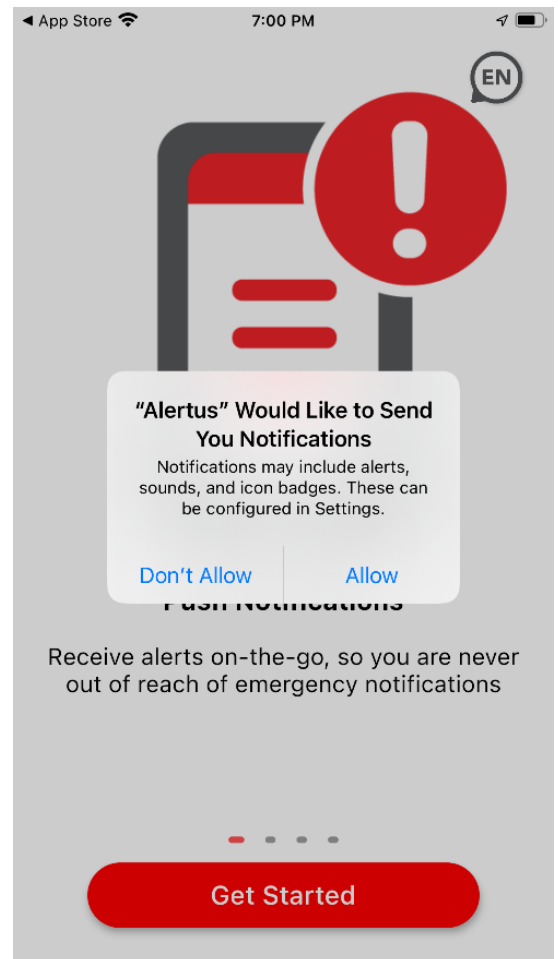 App Store
7:00 PM
EN
“Alertus” Would Like to Send
You Notifications
Notifications may include alerts,
sounds, and icon badges. These can
be configured in Settings.
Don’t Allow
Allow
Push Notifications
Receive alerts on-the-go, so you are never
out of reach of emergency notifications
Get Started